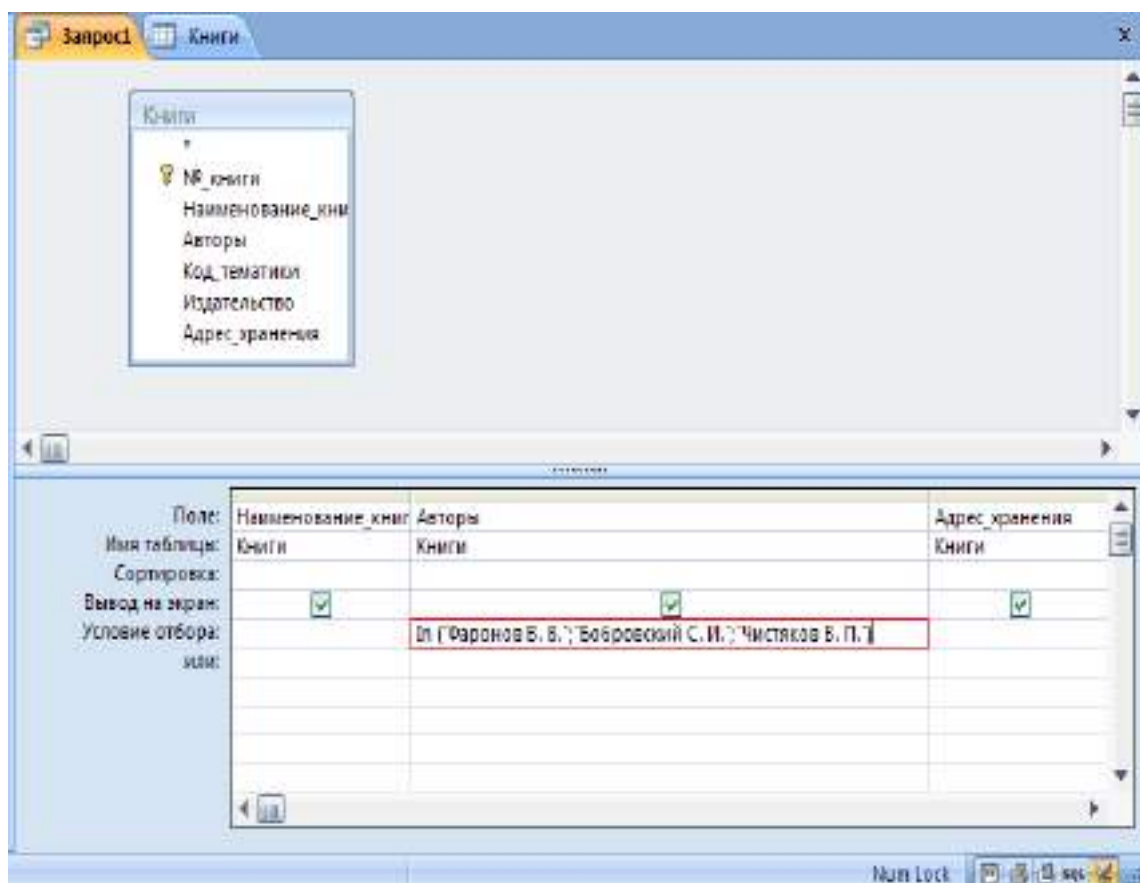 Запрос1 Книги x
Книги
*
№_книги
Наименование_кни
Авторы
Код_тематики
Издательство
Адрес_хранения
Поле: Наименование_книг Авторы Адрес_хранения
Имя таблицы: Книги Книги Книги
Сортировка:
Вывод на экран:
Условие отбора: In ("Фаронов В. В.";"Бобровский С. И.";"Чистяков В. П.")
или:
Num Lock SQL